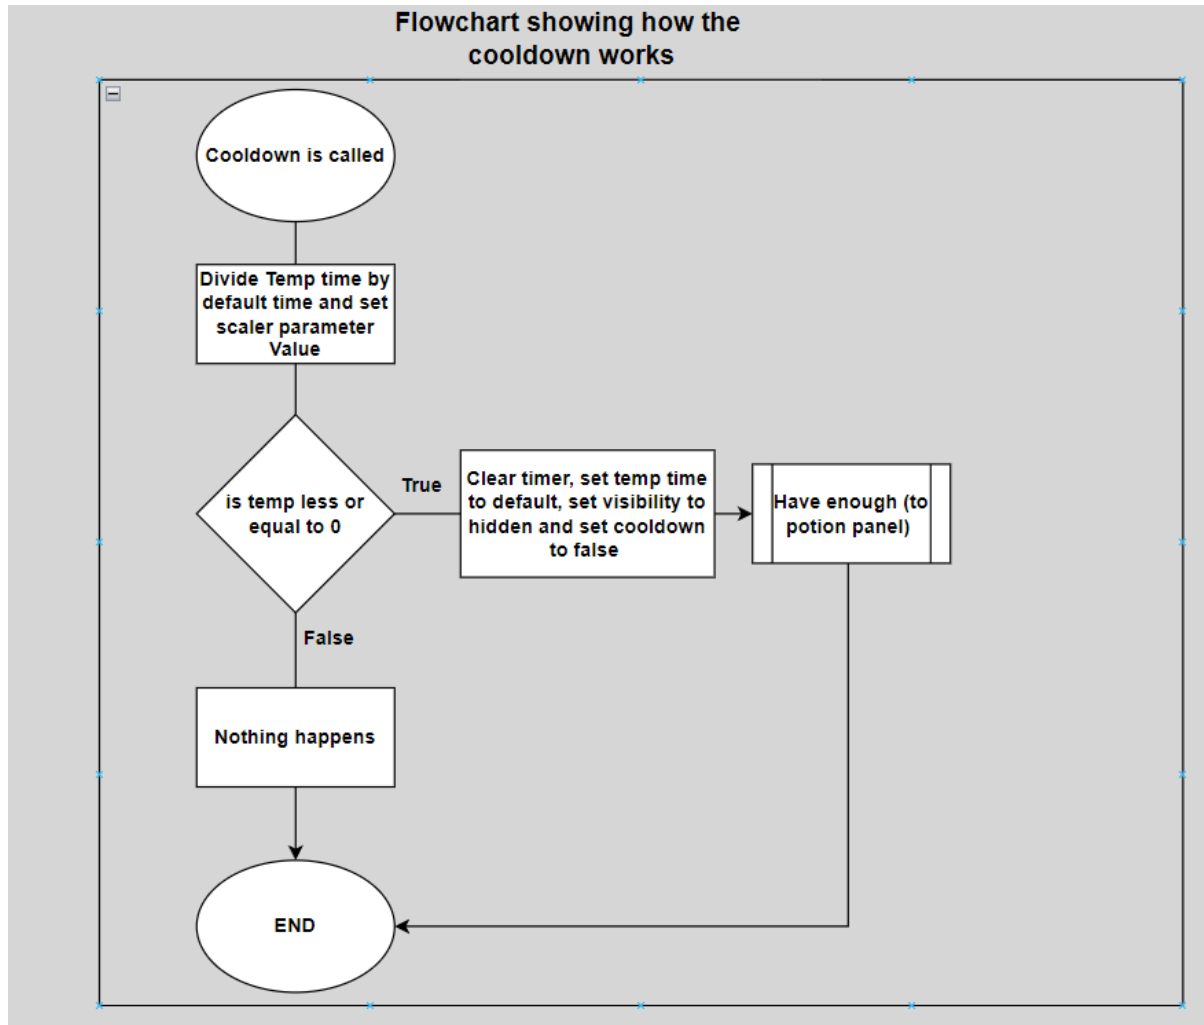 Flowchart showing how the
cooldown works
Cooldown is called
Divide Temp time by
default time and set
scaler parameter
Value
is temp less or
equal to 0
True
Clear timer, set temp time
to default, set visibility to
hidden and set cooldown
to false
Have enough (to
potion panel)
False
Nothing happens
END